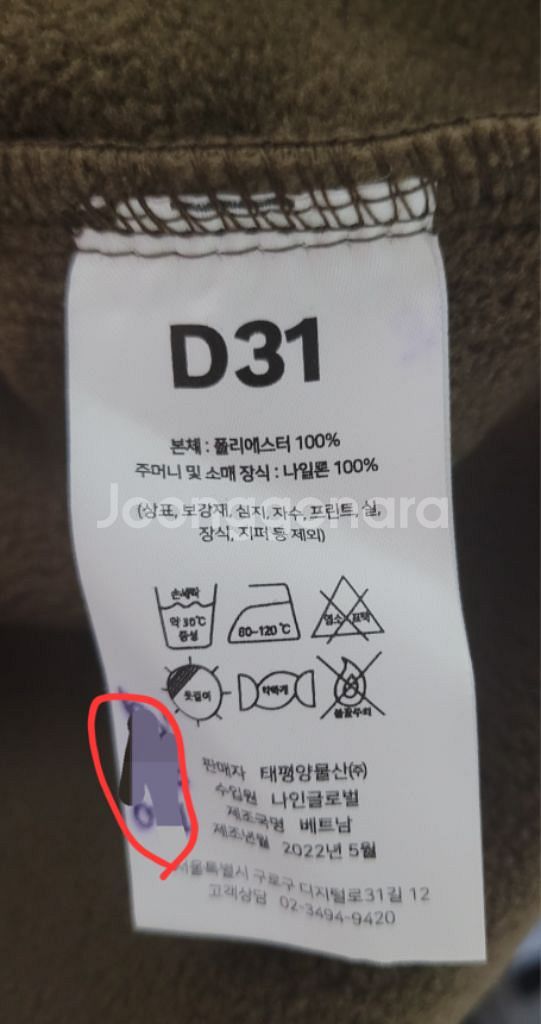 D31
본체 : 폴리에스터 100%
주머니 및 소매 장식 : 나일론 100%
Joonggonara
(상표, 보강재, 심지, 자수, 프린트, 실,
장식, 지퍼 등 제외)
손세탁
약 30℃
중성
80~120℃
염소 표백
옷걸이
약하게
불꽃주의
판매자 태평양물산㈜
수입원 나인글로벌
제조국명 베트남
제조년월 2022년 5월
서울특별시 구로구 디지털로31길 12
고객상담 02-3494-9420